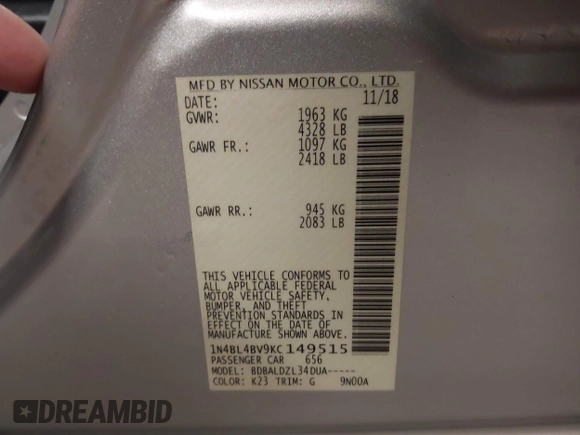 MFD BY NISSAN MOTOR CO., LTD.
DATE: 11/18
GVWR: 1963 KG
4328 LB
GAWR FR.: 1097 KG
2418 LB
GAWR RR.: 945 KG
2083 LB
THIS VEHICLE CONFORMS TO
ALL APPLICABLE FEDERAL
MOTOR VEHICLE SAFETY,
BUMPER, AND THEFT
PREVENTION STANDARDS IN
EFFECT ON THE DATE OF
MANUFACTURE SHOWN ABOVE.
1N4BL4BV9KC149515
PASSENGER CAR 656
MODEL: BDBALDZL34DUA-----
COLOR: K23 TRIM: G 9N00A
DREAMBID